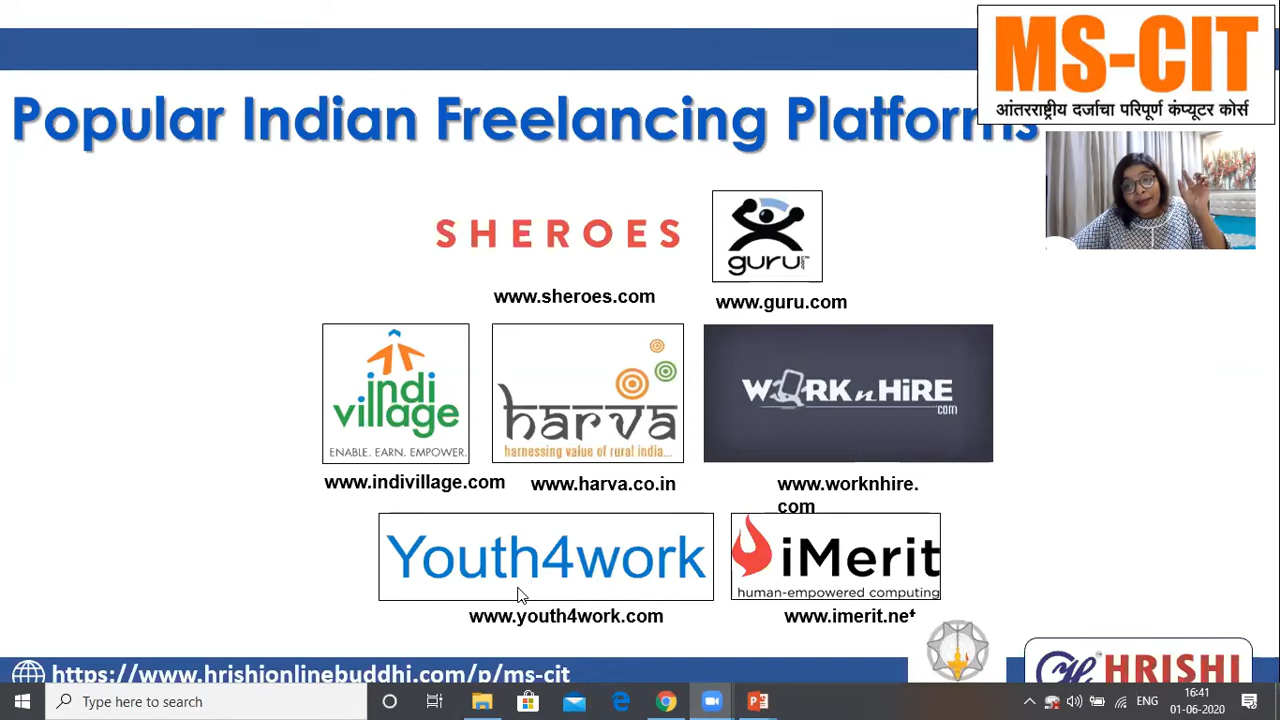 MS-CIT
आंतरराष्ट्रीय दर्जाचा परिपूर्ण कंप्यूटर कोर्स
Popular Indian Freelancing Platforms
SHEROES
guru
.com
www.sheroes.com
www.guru.com
indi
village
ENABLE. EARN. EMPOWER.
harva
harnessing value of rural india...
WORK n HiRE
.com
www.indivillage.com
www.harva.co.in
www.worknhire.
com
Youth4work
iMerit
human-empowered computing
www.youth4work.com
www.imerit.net
https://www.hrishionlinebuddhi.com/p/ms-cit
HRISHI
Type here to search
ENG
16:41
01-06-2020